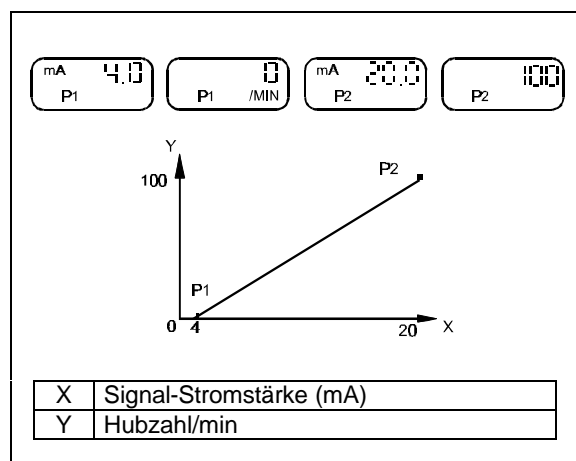 mA 4.0
P1
0
P1 /MIN
mA 20.0
P2
100
P2
Y
100
P2
P1
0 4 20 X
X Signal-Stromstärke (mA)
Y Hubzahl/min